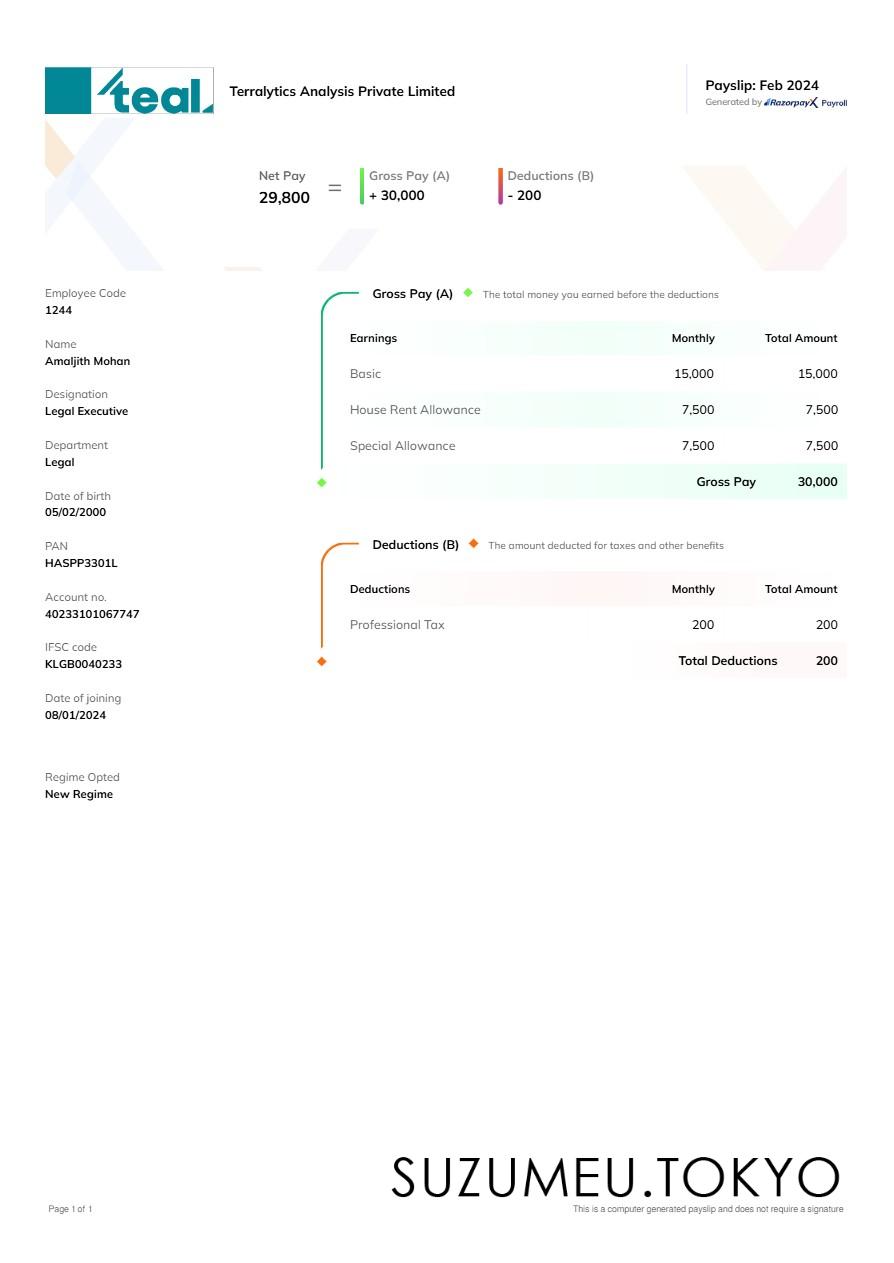 teal.
Terralytics Analysis Private Limited
Payslip: Feb 2024
Generated by RazorpayX Payroll
Net Pay
29,800
=
Gross Pay (A)
+ 30,000
Deductions (B)
- 200
Employee Code
1244
Name
Amaljith Mohan
Designation
Legal Executive
Department
Legal
Date of birth
05/02/2000
PAN
HASPP3301L
Account no.
40233101067747
IFSC code
KLGB0040233
Date of joining
08/01/2024
Regime Opted
New Regime
Gross Pay (A) The total money you earned before the deductions
Earnings Monthly Total Amount
Basic 15,000 15,000
House Rent Allowance 7,500 7,500
Special Allowance 7,500 7,500
Gross Pay 30,000
Deductions (B) The amount deducted for taxes and other benefits
Deductions Monthly Total Amount
Professional Tax 200 200
Total Deductions 200
SUZUMEU.TOKYO
Page 1 of 1
This is a computer generated payslip and does not require a signature